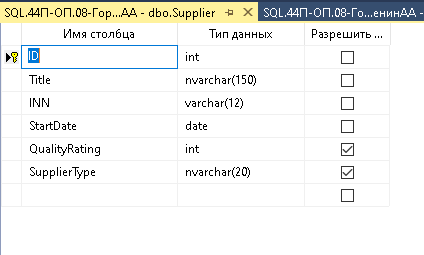 SQL.44П-ОП.08-Гор...АА - dbo.Supplier SQL.44П-ОП.08-Го...енинАА -
Имя столбца Тип данных Разрешить ...
ID int
Title nvarchar(150)
INN varchar(12)
StartDate date
QualityRating int
SupplierType nvarchar(20)